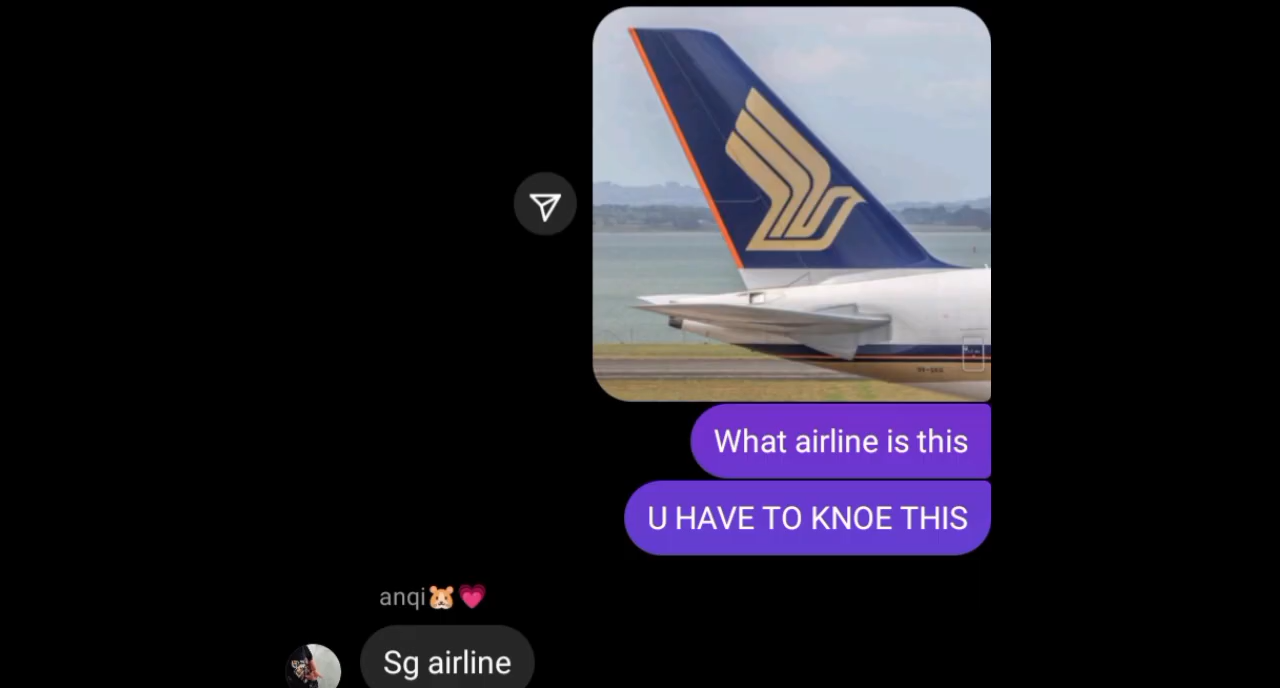 What airline is this
U HAVE TO KNOE THIS
anqi🐹💗
Sg airline